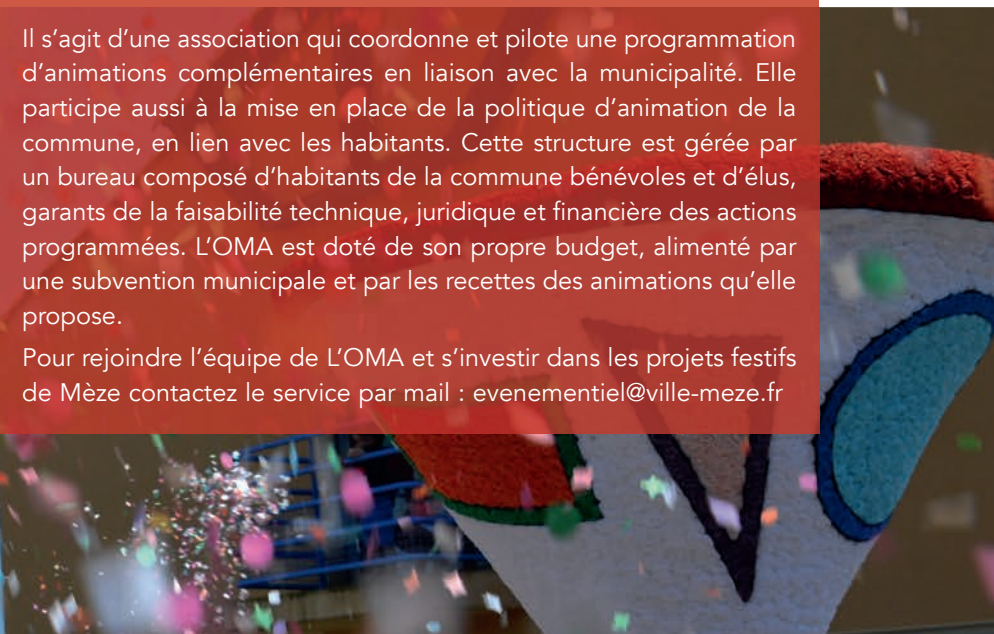 Il s’agit d’une association qui coordonne et pilote une programmation
d’animations complémentaires en liaison avec la municipalité. Elle
participe aussi à la mise en place de la politique d’animation de la
commune, en lien avec les habitants. Cette structure est gérée par
un bureau composé d’habitants de la commune bénévoles et d’élus,
garants de la faisabilité technique, juridique et financière des actions
programmées. L’OMA est doté de son propre budget, alimenté par
une subvention municipale et par les recettes des animations qu’elle
propose.
Pour rejoindre l’équipe de L’OMA et s’investir dans les projets festifs
de Mèze contactez le service par mail : evenementiel@ville-meze.fr